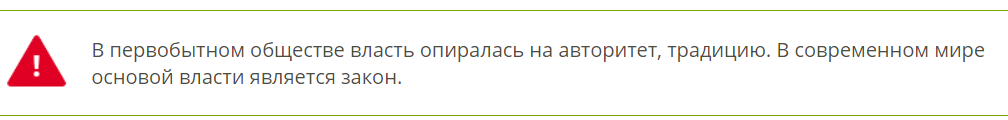 В первобытном обществе власть опиралась на авторитет, традицию. В современном мире
основой власти является закон.